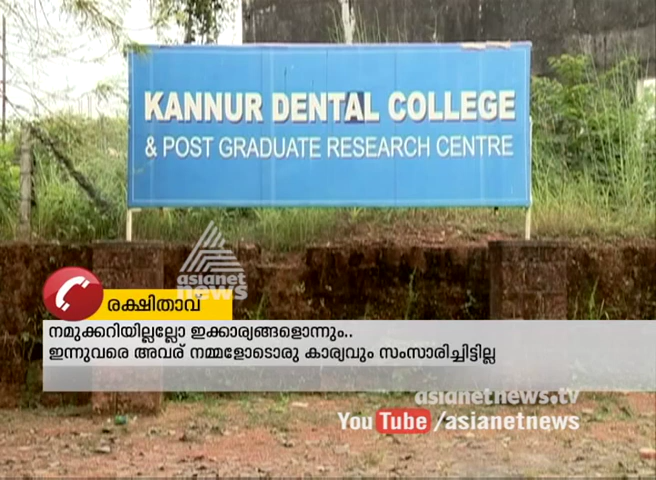 KANNUR DENTAL COLLEGE
& POST GRADUATE RESEARCH CENTRE
asianet
news
രക്ഷിതാവ്
നമുക്കറിയില്ലല്ലോ ഇക്കാര്യങ്ങളൊന്നും..
ഇന്നുവരെ അവര് നമ്മളോടൊരു കാര്യവും സംസാരിച്ചിട്ടില്ല
asianetnews.tv
YouTube/asianetnews